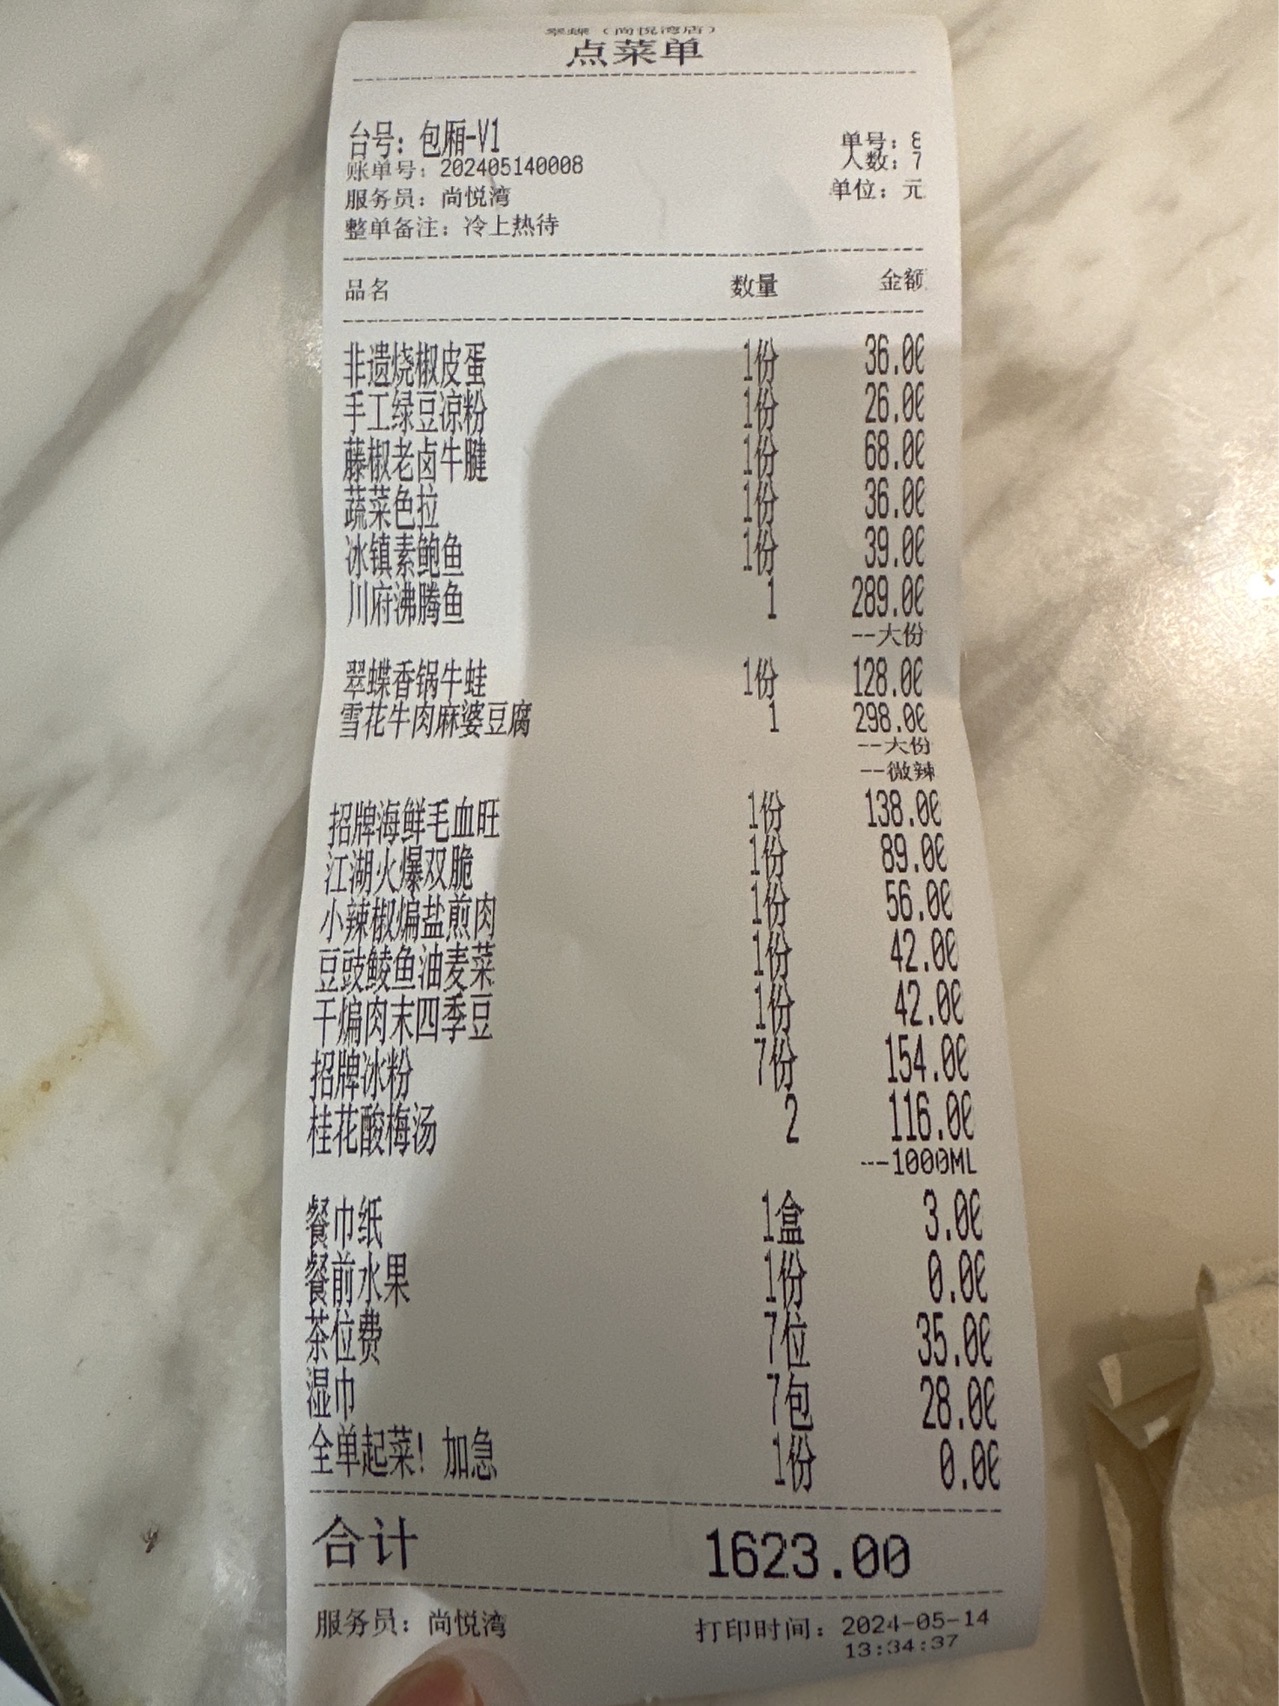 翠蝶（尚悦湾店）
点菜单
台号：包厢-V1
单号：8
账单号：202405140008
人数：7
服务员：尚悦湾
单位：元
整单备注：冷上热待
品名 数量 金额
非遗烧椒皮蛋 1份 36.00
手工绿豆凉粉 1份 26.00
藤椒老卤牛腱 1份 68.00
蔬菜色拉 1份 36.00
冰镇素鲍鱼 1份 39.00
川府沸腾鱼 1 289.00
--大份
翠蝶香锅牛蛙 1份 128.00
雪花牛肉麻婆豆腐 1 298.00
--大份
--微辣
招牌海鲜毛血旺 1份 138.00
江湖火爆双脆 1份 89.00
小辣椒煸盐煎肉 1份 56.00
豆豉鲮鱼油麦菜 1份 42.00
干煸肉末四季豆 1份 42.00
招牌冰粉 7份 154.00
桂花酸梅汤 2 116.00
--1000ML
餐巾纸 1盒 3.00
餐前水果 1份 0.00
茶位费 7位 35.00
湿巾 7包 28.00
全单起菜！加急 1份 0.00
合计 1623.00
服务员：尚悦湾 打印时间：2024-05-14
13:34:37